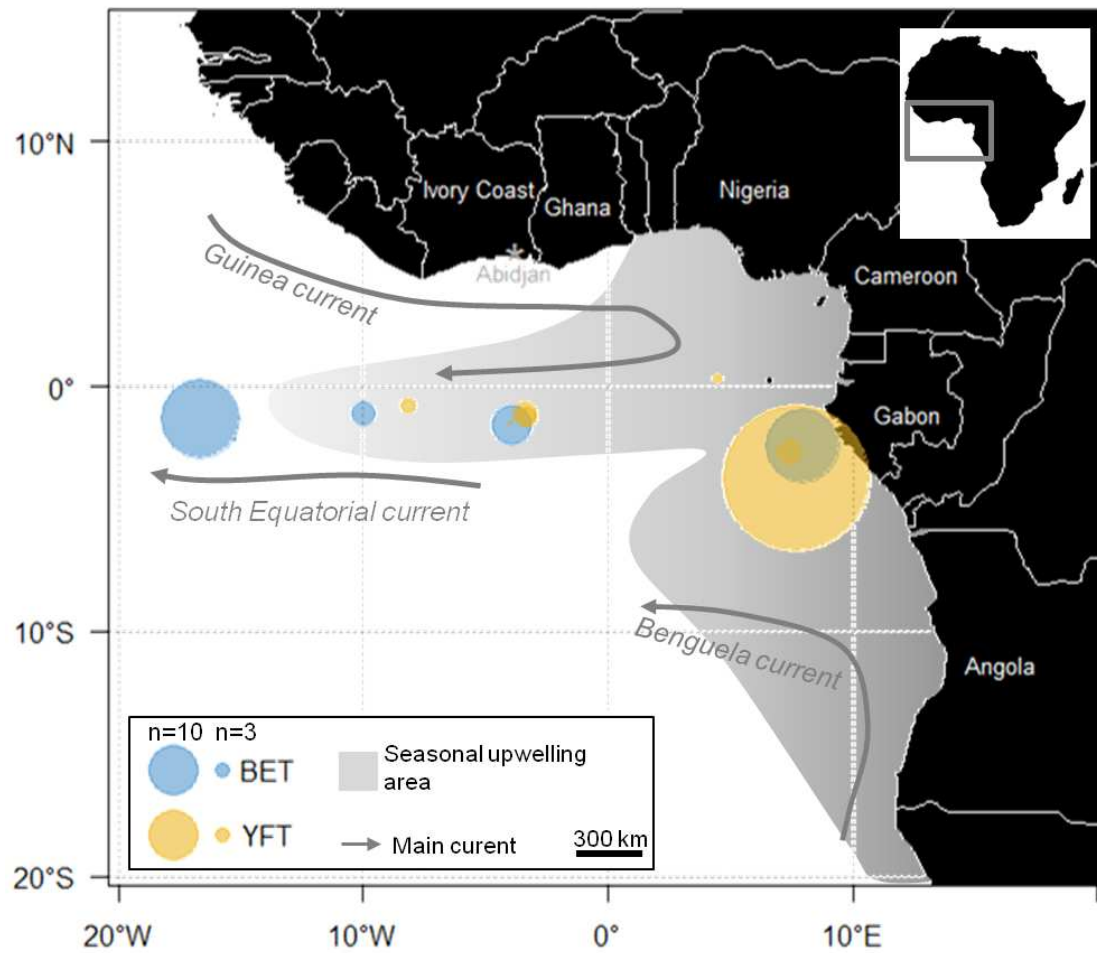 10°N
0°
10°S
20°S
20°W
10°W
0°
10°E
Ivory Coast
Ghana
Nigeria
Abidjan
Cameroon
Gabon
Angola
Guinea current
South Equatorial current
Benguela current
n=10 n=3
BET
YFT
Seasonal upwelling
area
Main curent
300 km